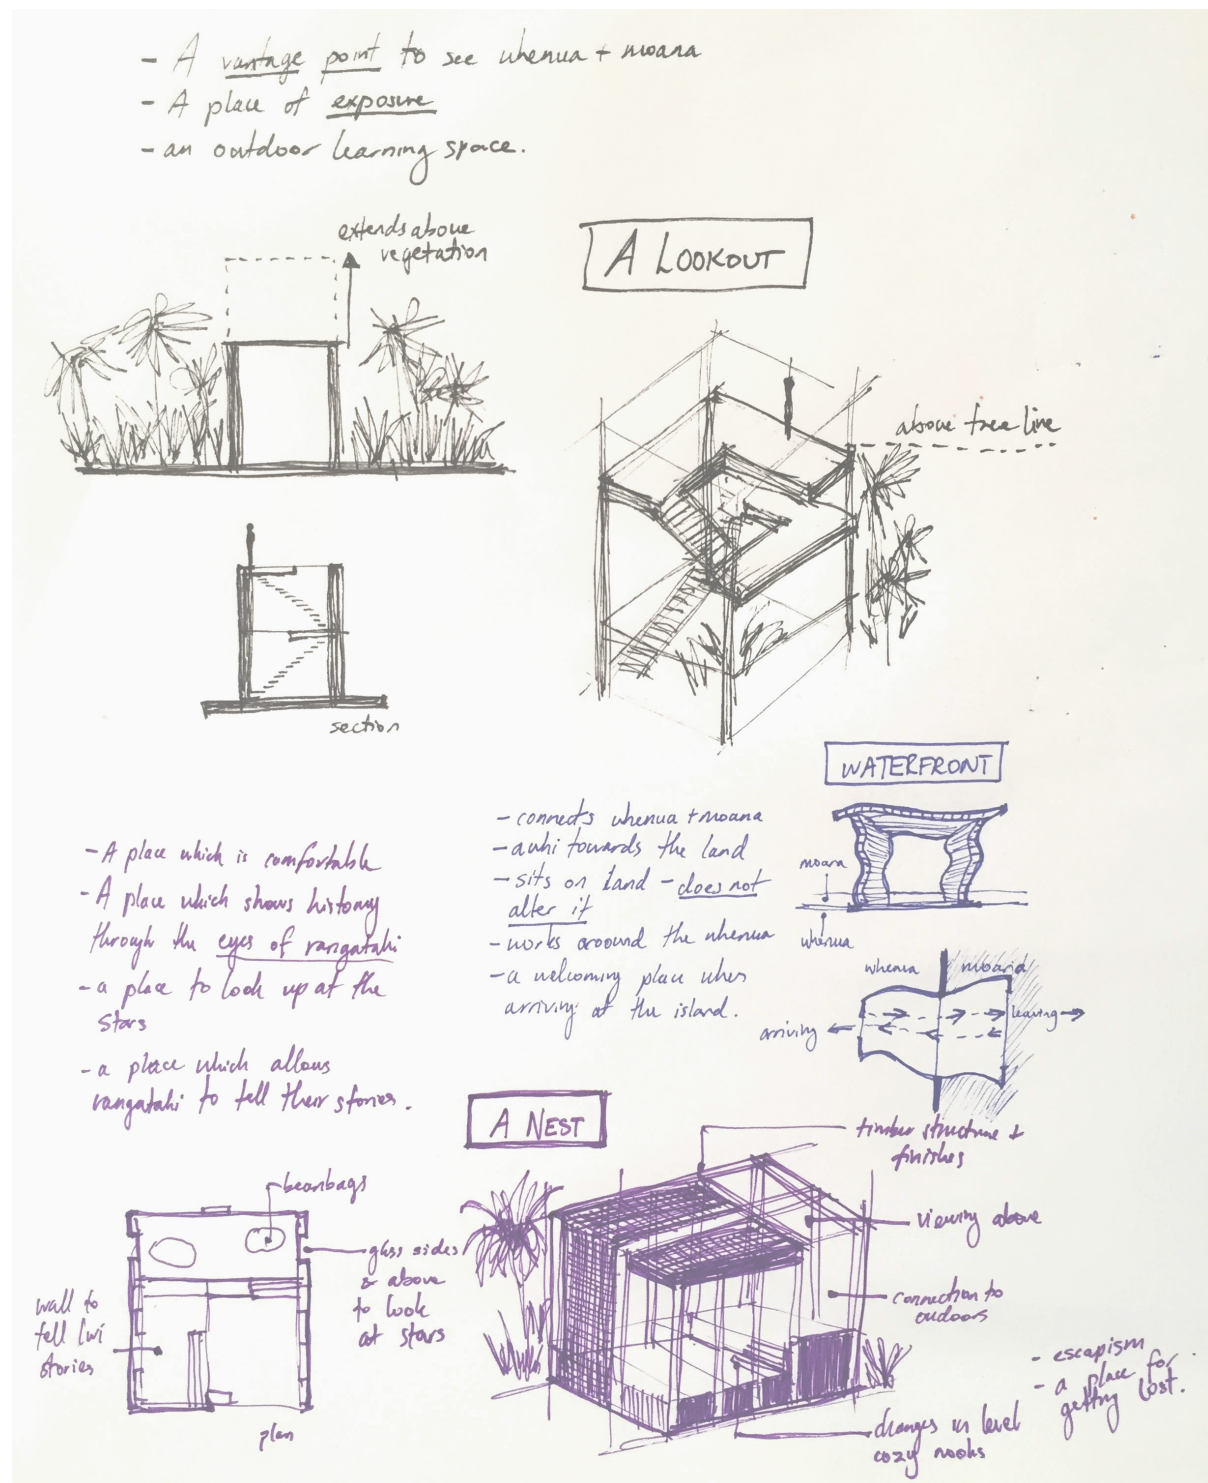 - A vantage point to see whenua + moana
- A place of exposure
- an outdoor learning space.
extends above
vegetation
A LOOKOUT
above tree line
section
WATERFRONT
- connects whenua + moana
- awhi towards the land
- sits on land - does not
alter it
- works around the whenua
- a welcoming place when
arriving at the island.
moana
whenua
whenua
moana
arriving
leaving
- A place which is comfortable
- A place which shows history
through the eyes of rangatahi
- a place to look up at the
stars
- a place which allows
rangatahi to tell their stories.
A NEST
timber structure +
finishes
viewing above
connection to
outdoors
changes in level
cozy nooks
- escapism
- a place for
getting lost.
beanbags
glass sides
& above
to look
at stars
wall to
tell Iwi
stories
plan